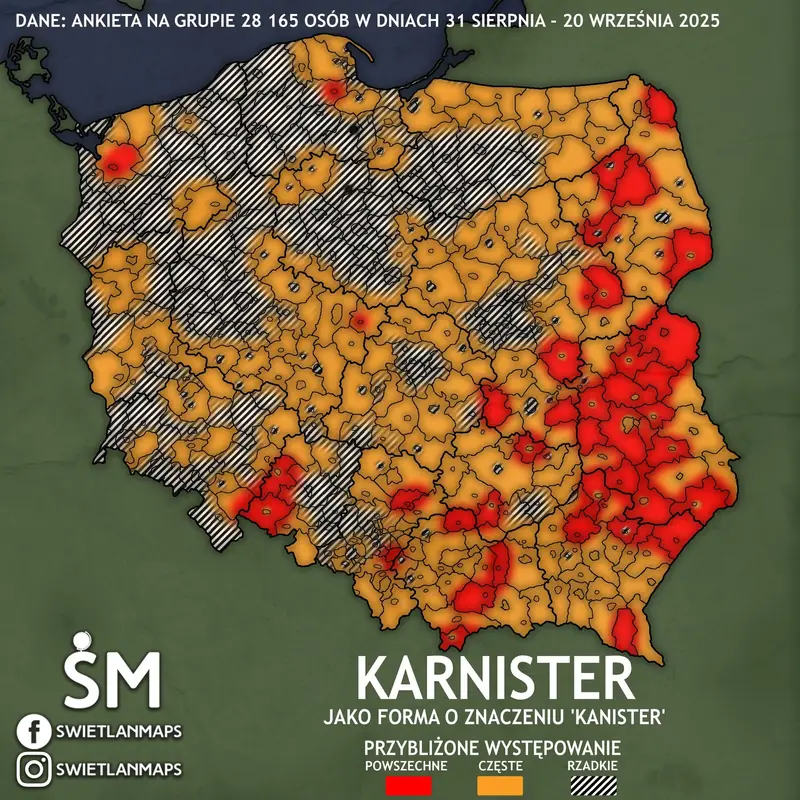 DANE: ANKIETA NA GRUPIE 28 165 OSÓB W DNIACH 31 SIERPNIA - 20 WRZEŚNIA 2025
ŚM
SWIETLANMAPS
SWIETLANMAPS
KARNISTER
JAKO FORMA O ZNACZENIU 'KANISTER'
PRZYBLIŻONE WYSTĘPOWANIE
POWSZECHNE CZĘSTE RZADKIE